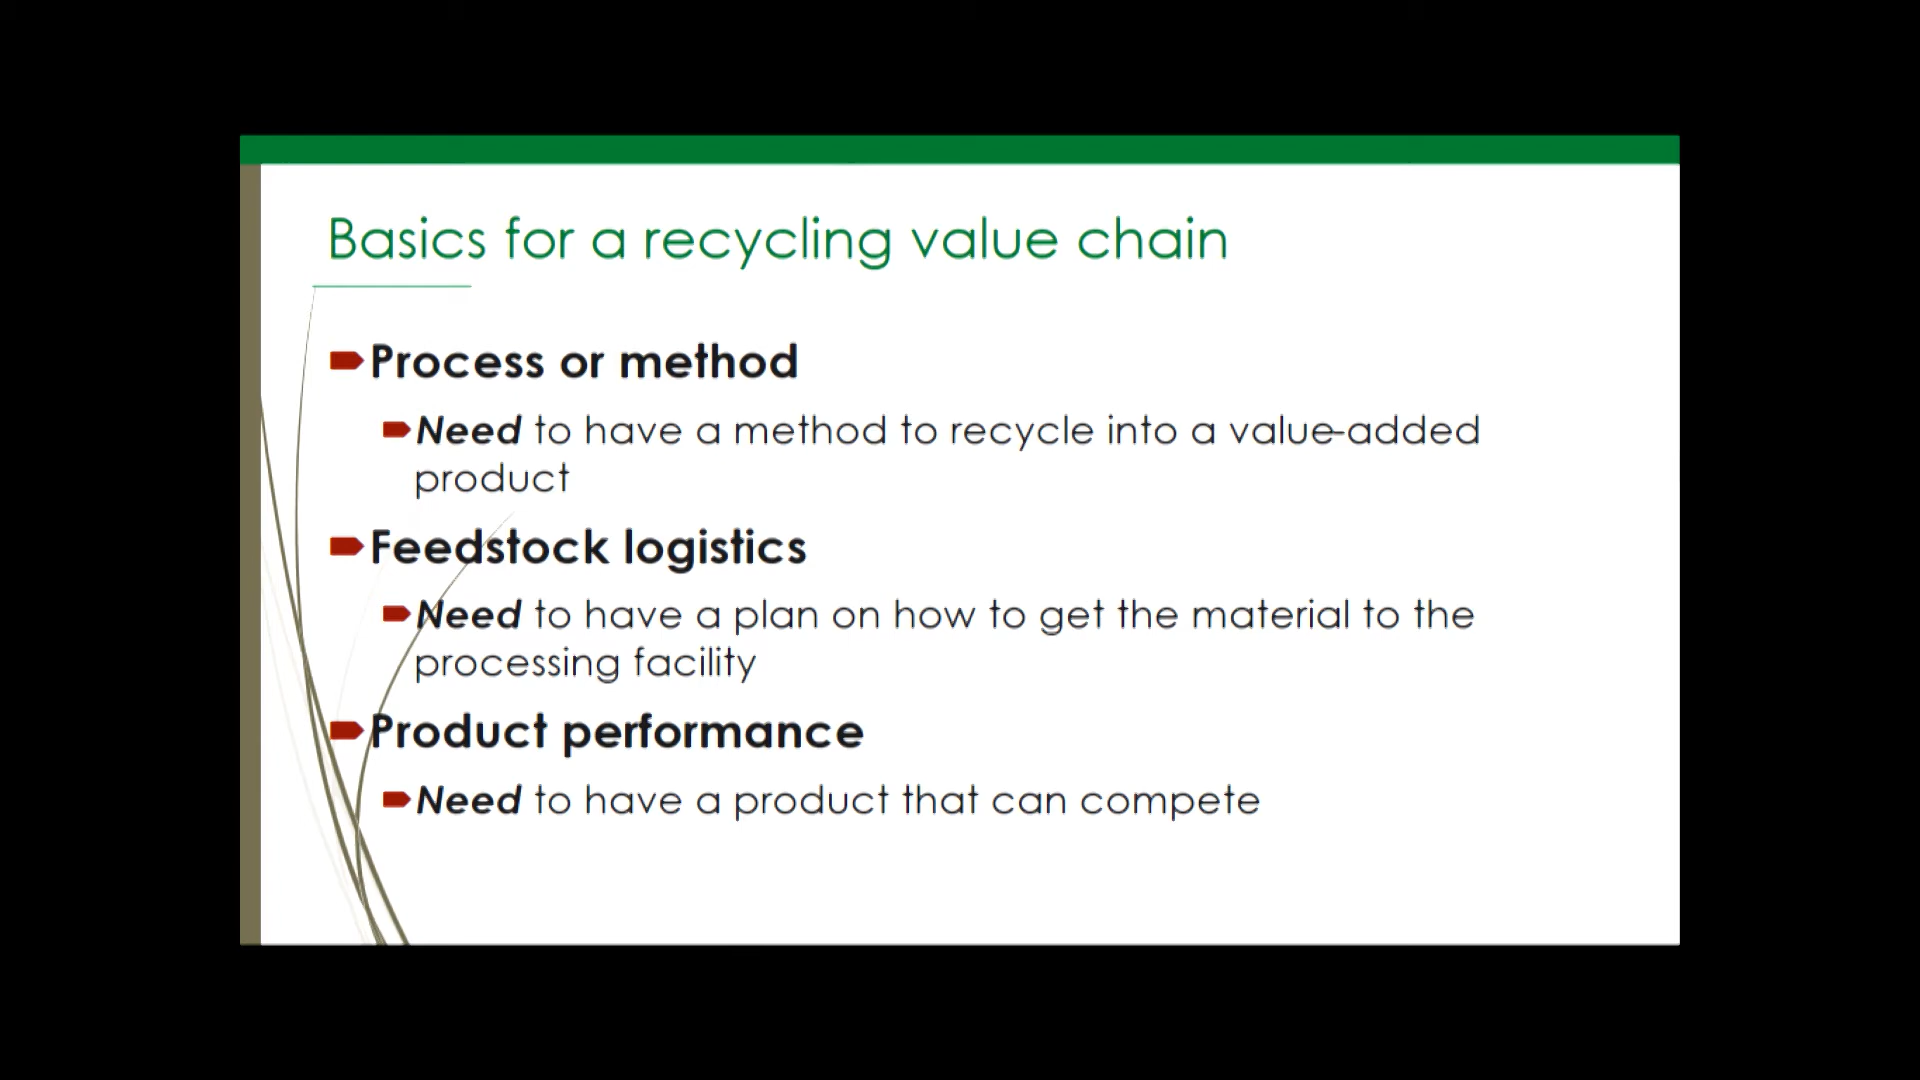 Basics for a recycling value chain
Process or method
Need to have a method to recycle into a value-added
product
Feedstock logistics
Need to have a plan on how to get the material to the
processing facility
Product performance
Need to have a product that can compete